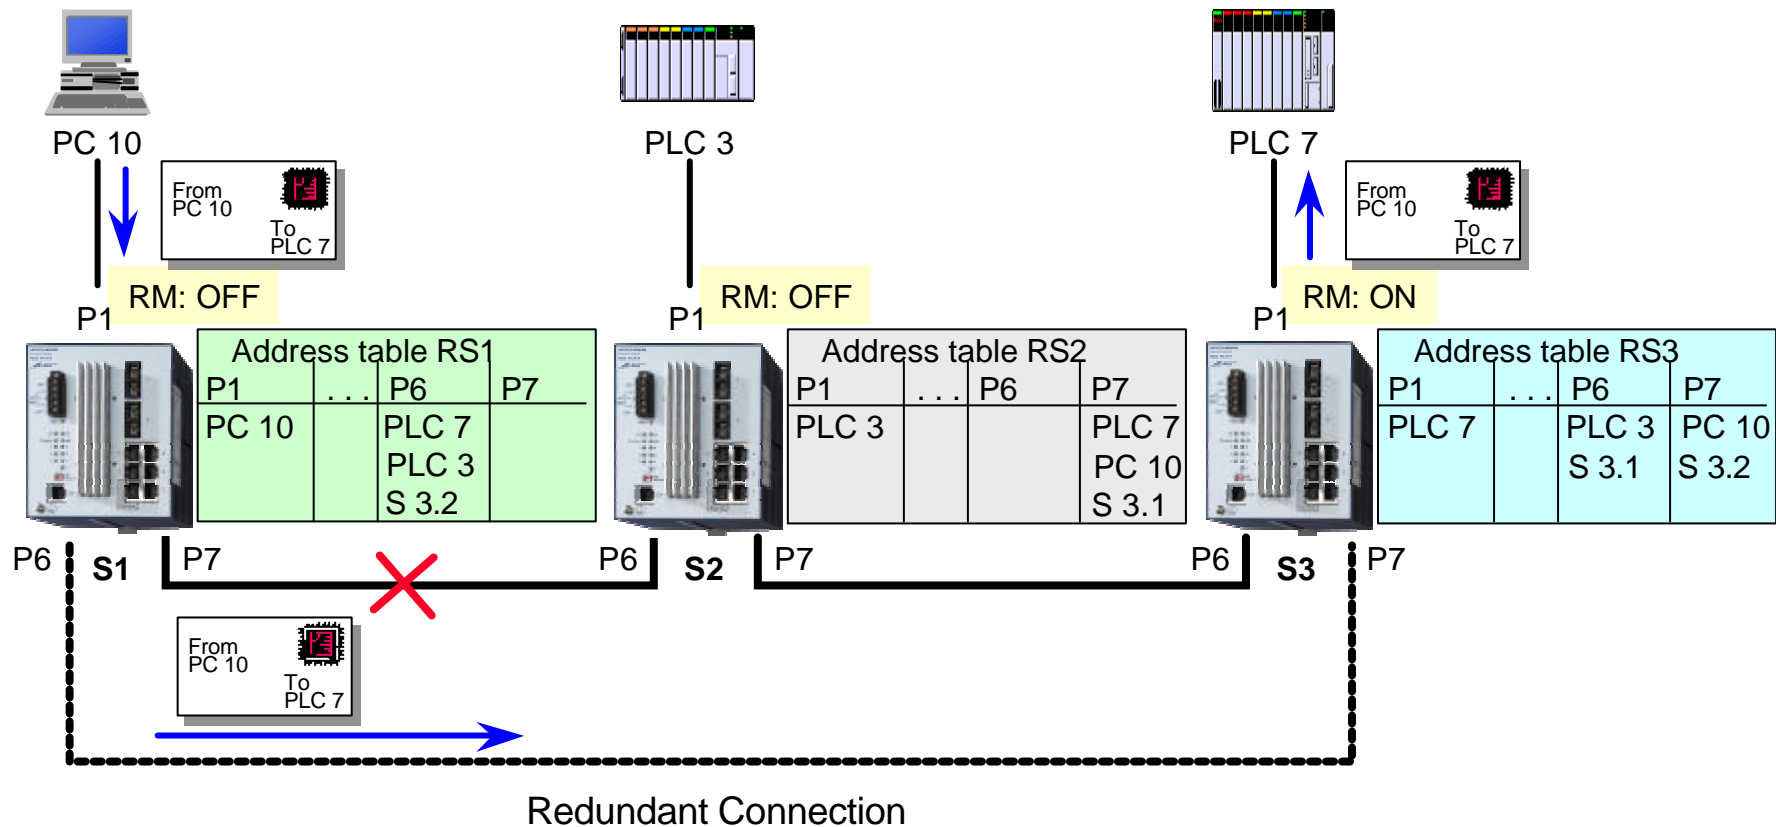 PC 10
PLC 3
PLC 7
From
PC 10
To
PLC 7
From
PC 10
To
PLC 7
RM: OFF
RM: OFF
RM: ON
P1
P1
P1
Address table RS1
P1 . . . P6 P7
PC 10 PLC 7
PLC 3
S 3.2
Address table RS2
P1 . . . P6 P7
PLC 3 PLC 7
PC 10
S 3.1
Address table RS3
P1 . . . P6 P7
PLC 7 PLC 3 PC 10
S 3.1 S 3.2
P6 S1 P7
P6 S2 P7
P6 S3 P7
From
PC 10
To
PLC 7
Redundant Connection